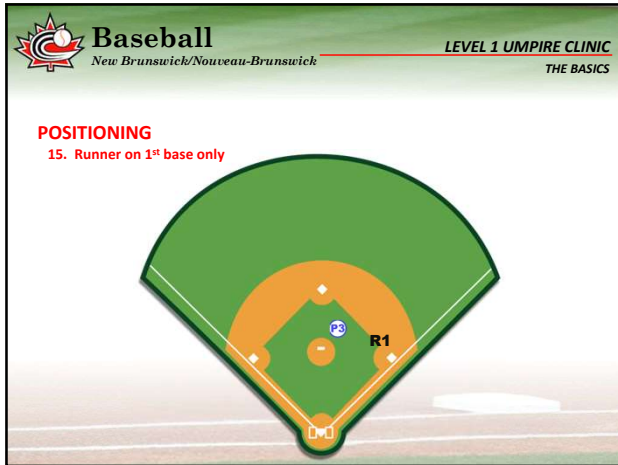 Baseball
New Brunswick/Nouveau-Brunswick
LEVEL 1 UMPIRE CLINIC
THE BASICS
POSITIONING
15. Runner on 1st base only
P3
R1